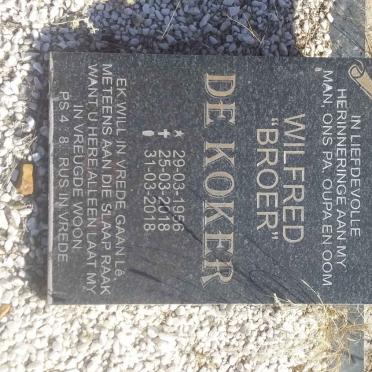 IN LIEFDEVOLLE
HERINNERINGE AAN MY
MAN, ONS PA, OUPA EN OOM
WILFRED
"BROER"
DE KOKER
29-03-1956
25-03-2018
31-03-2018
EK WILL IN VREDE GAAN LÊ,
METEENS AAN DIE SLAAP RAAK
WANT U HERE ALLEEN LAAT MY
IN VREUGDE WOON.
PS 4 : 8. RUS IN VREDE